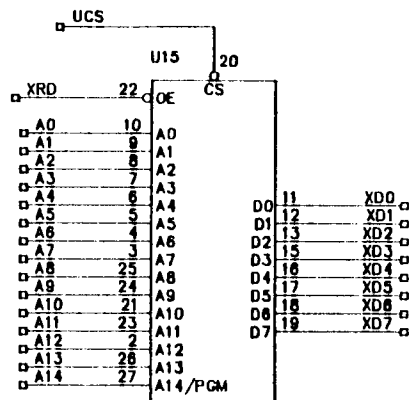 UCS
U15 20
CS
XRD 22 OE
A0 10 A0
A1 9 A1
A2 8 A2
A3 7 A3
A4 6 A4
A5 5 A5
A6 4 A6
A7 3 A7
A8 25 A8
A9 24 A9
A10 21 A10
A11 23 A11
A12 2 A12
A13 26 A13
A14 27 A14/PGM
D0 11 XD0
D1 12 XD1
D2 13 XD2
D3 15 XD3
D4 16 XD4
D5 17 XD5
D6 18 XD6
D7 19 XD7